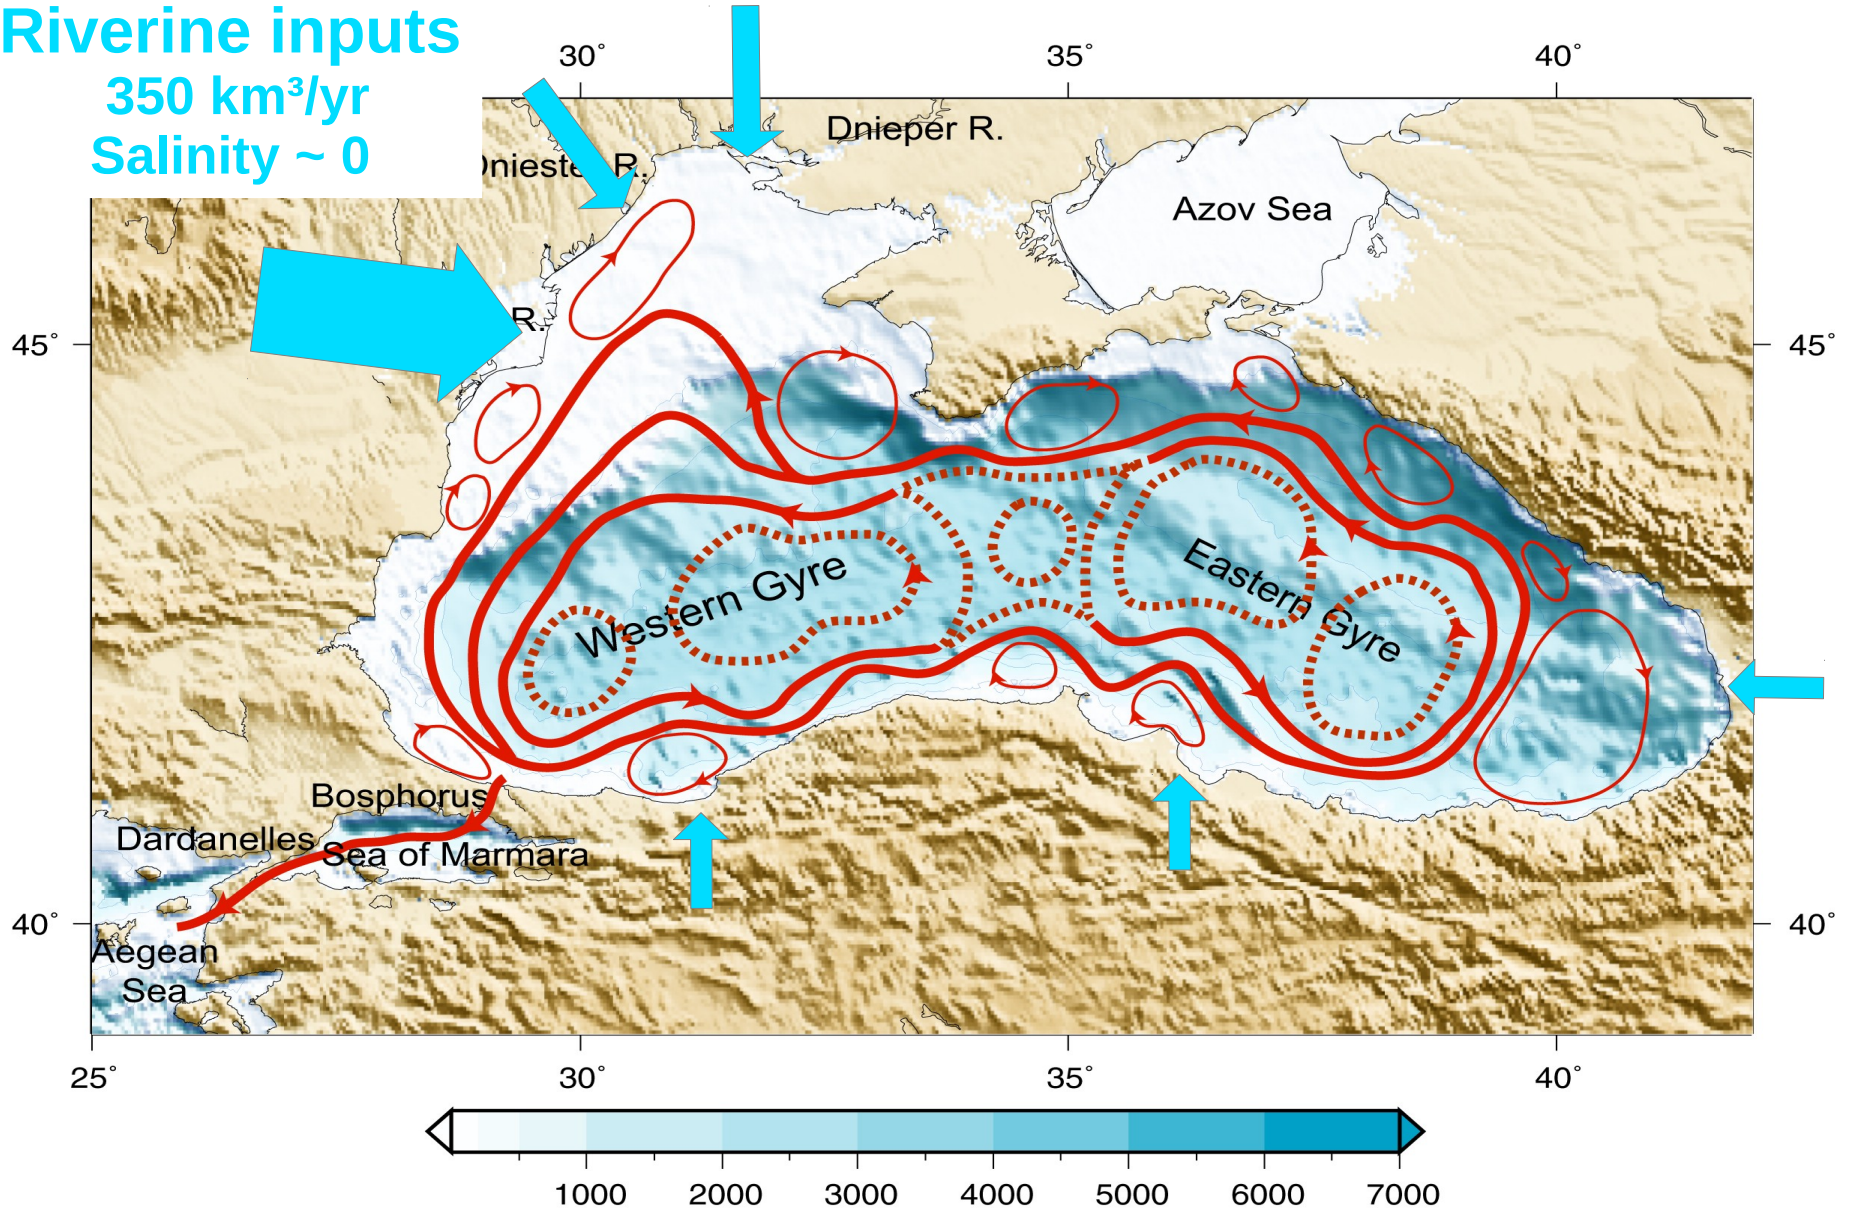 Riverine inputs
350 km³/yr
Salinity ~ 0
30° 35° 40°
Dnieper R.
R.
Azov Sea
R.
45° 45°
Western Gyre
Eastern Gyre
Bosphorus
Dardanelles
Sea of Marmara
40° 40°
Aegean
Sea
25° 30° 35° 40°
1000 2000 3000 4000 5000 6000 7000